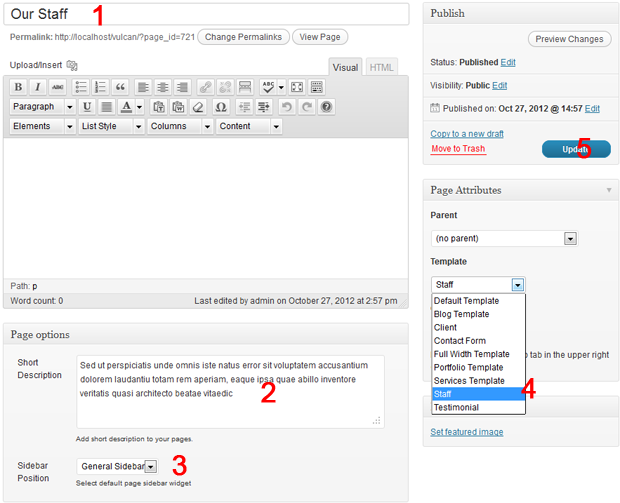 Our Staff
1
Permalink: http://localhost/vulcan/?page_id=721 Change Permalinks View Page
Upload/Insert
Visual HTML
B I ABC ABC
Paragraph U A T W Ω ?
Elements List Style Columns Content
Path: p
Word count: 0 Last edited by admin on October 27, 2012 at 2:57 pm
Page options
Short Description
Sed ut perspiciatis unde omnis iste natus error sit voluptatem accusantium
dolorem laudantiu totam rem aperiam, eaque ipsa quae abillo inventore
veritatis quasi architecto beatae vitaedic
2
Add short description to your pages.
Sidebar Position
General Sidebar
3
Select default page sidebar widget
Publish
Preview Changes
Status: Published Edit
Visibility: Public Edit
Published on: Oct 27, 2012 @ 14:57 Edit
Copy to a new draft
Move to Trash
Update
5
Page Attributes
Parent
(no parent)
Template
Staff
Default Template
Blog Template
Client
Contact Form
Full Width Template
Portfolio Template
Services Template
Staff
Testimonial
4
tab in the upper right
Set featured image